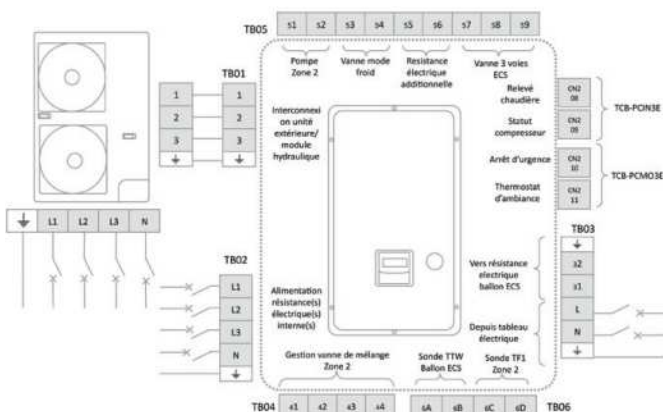 TB05
s1 s2 s3 s4 s5 s6 s7 s8 s9
Pompe
Zone 2
Vanne mode
froid
Resistance
électrique
additionnelle
Vanne 3 voies
ECS
TB01
1 1
2 2
3 3
Interconnexi
on unité
extérieure/
module
hydraulique
Relevé
chaudière
CN2
08
Statut
compresseur
CN2
09
TCB-PCIN3E
Arrêt d'urgence
CN2
10
Thermostat
d'ambiance
CN2
11
TCB-PCMO3E
L1 L2 L3 N
TB02
L1
L2
L3
N
Alimentation
résistance(s)
électrique(s)
interne(s)
TB03
s2
s1
L
N
Vers résistance
electrique
ballon ECS
Depuis tableau
électrique
Gestion vanne de mélange
Zone 2
Sonde TTW
Ballon ECS
Sonde TF1
Zone 2
TB04 s1 s2 s3 s4
sA sB sC sD TB06